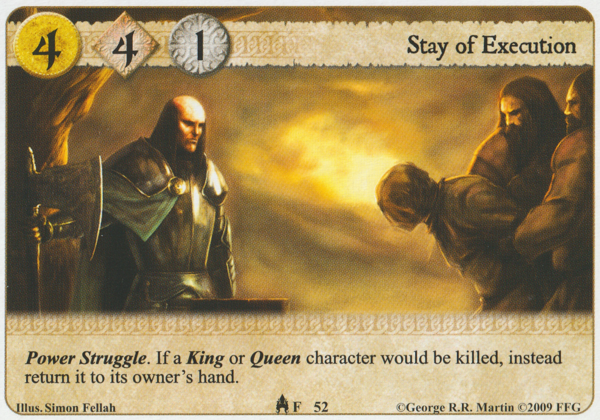 4 4 1 Stay of Execution
Power Struggle. If a King or Queen character would be killed, instead
return it to its owner's hand.
Illus. Simon Fellah F 52 ©George R.R. Martin ©2009 FFG